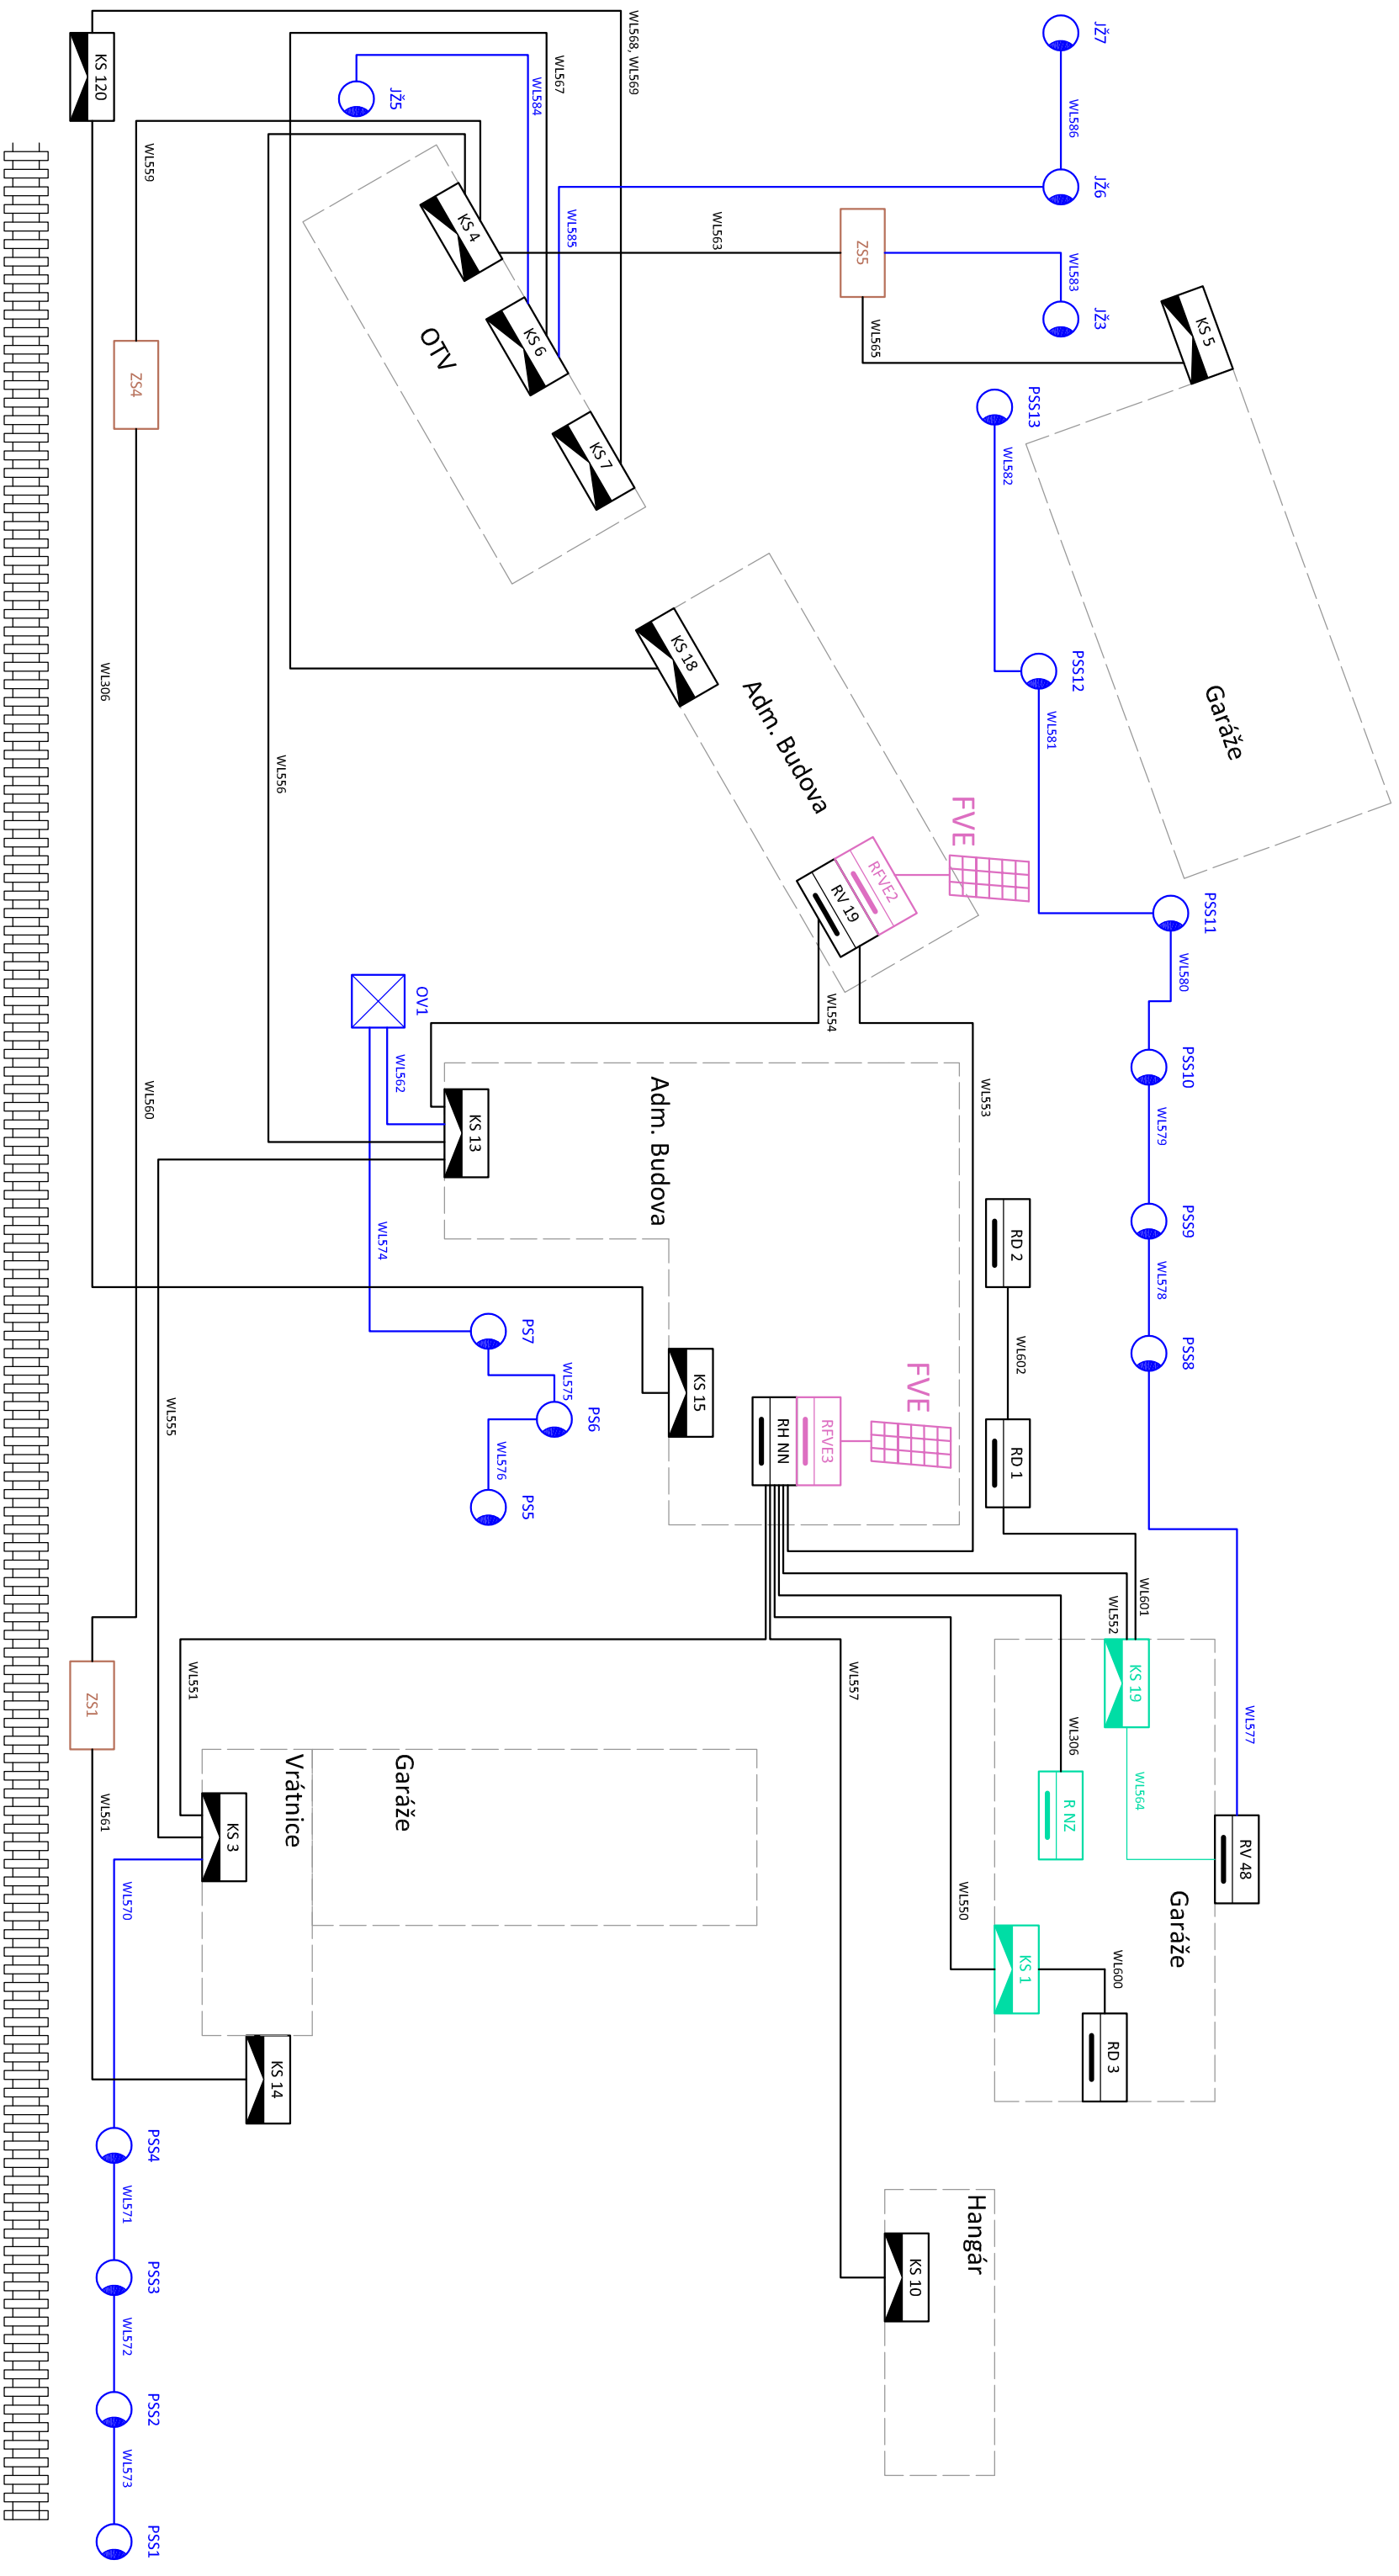 JŽ7
WL586
JŽ6
WL583
JŽ3
ZS5
WL563
WL565
KS 5
WL585
WL568, WL569
WL567
WL584
JŽ5
KS 120
WL559
KS 4
KS 6
KS 7
OTV
ZS4
WL306
PSS13
WL582
PSS12
WL581
Garáže
KS 18
Adm. Budova
FVE
RFVE2
RV 19
WL556
PSS11
WL580
PSS10
WL579
PSS9
WL578
PSS8
WL577
WL554
WL553
OV1
WL562
WL574
KS 13
Adm. Budova
WL560
RD 2
WL602
RD 1
WL601
WL552
PS7
WL575
PS6
WL576
PS5
KS 15
FVE
RFVE3
RH NN
WL555
KS 19
WL564
WL306
R NZ
RV 48
Garáže
WL550
KS 1
WL600
RD 3
WL557
WL551
ZS1
WL561
Vrátnice
Garáže
KS 3
WL570
KS 14
Hangár
KS 10
PSS4
WL571
PSS3
WL572
PSS2
WL573
PSS1